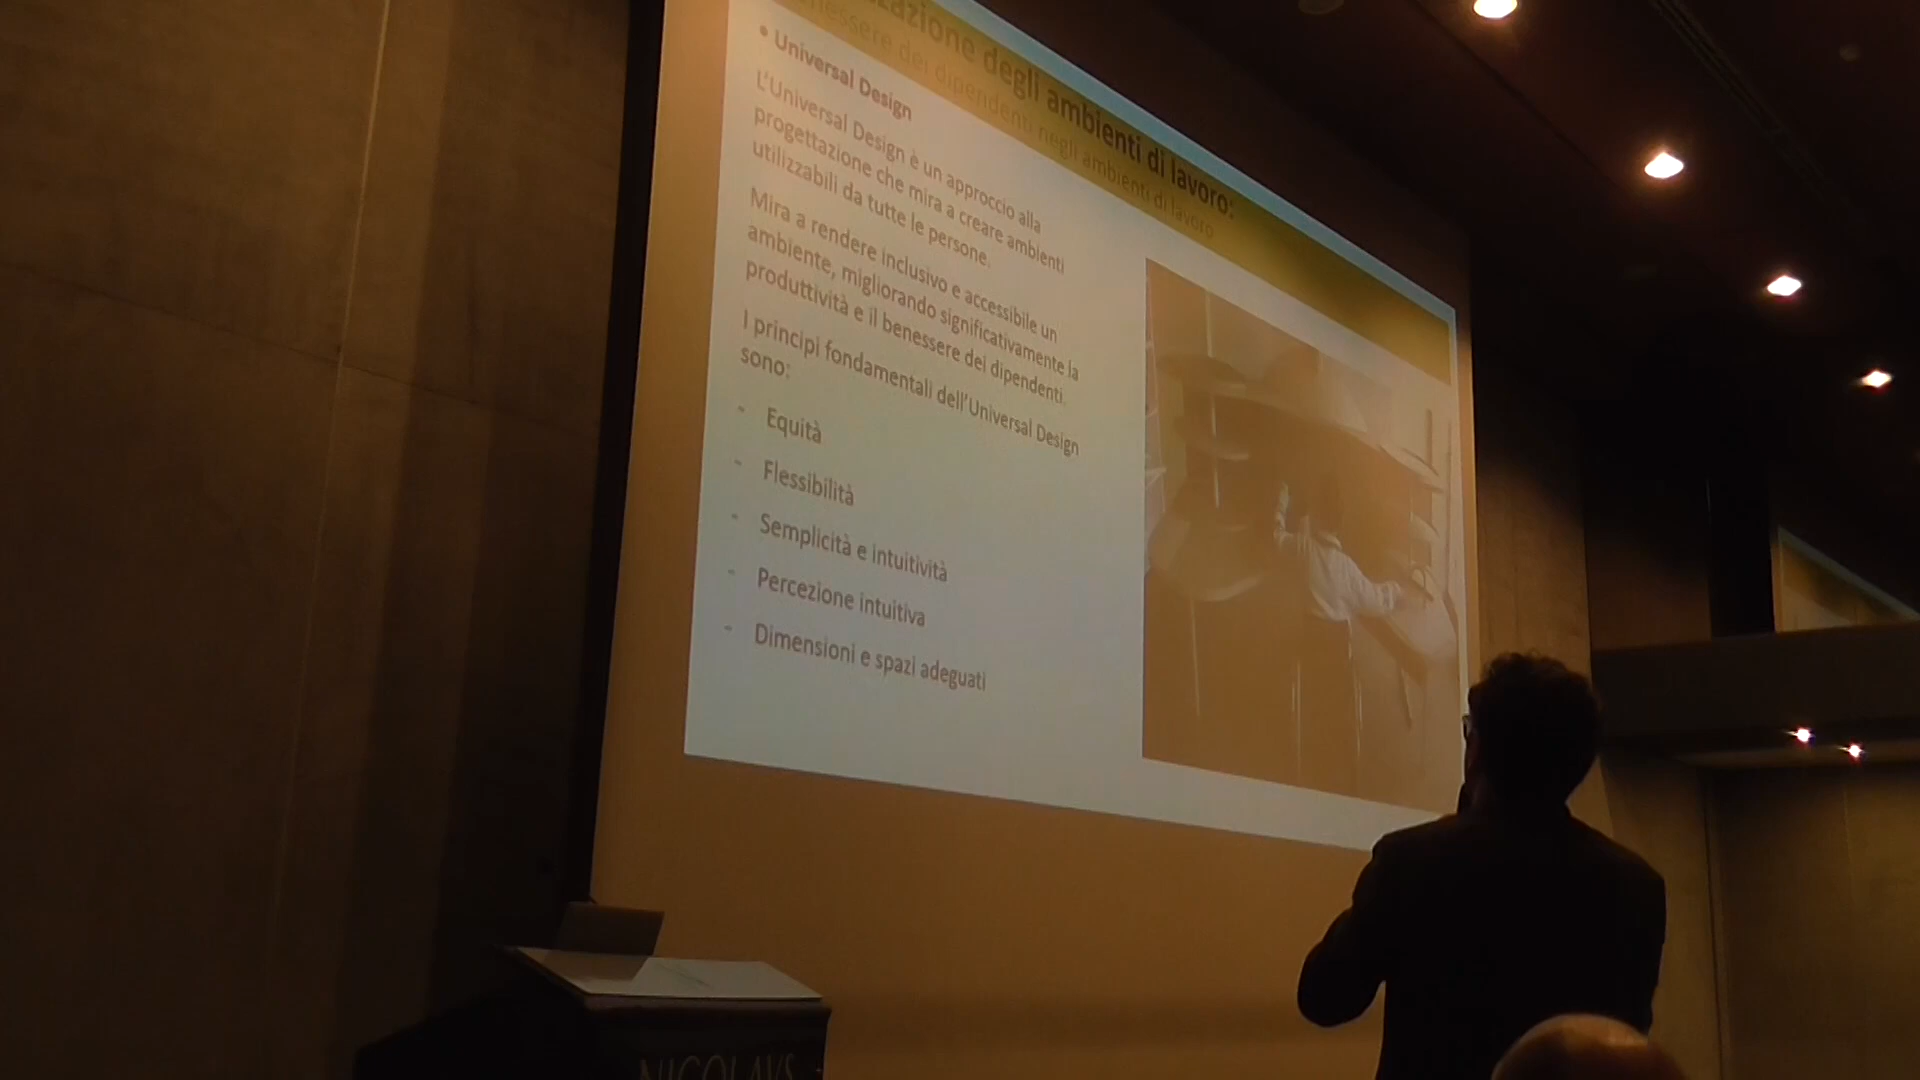 degli ambienti di lavoro:
dei dipendenti negli ambienti di lavoro
• Universal Design
L'Universal Design è un approccio alla
progettazione che mira a creare ambienti
utilizzabili da tutte le persone.
Mira a rendere inclusivo e accessibile un
ambiente, migliorando significativamente la
produttività e il benessere dei dipendenti.
I principi fondamentali dell'Universal Design
sono:
- Equità
- Flessibilità
- Semplicità e intuitività
- Percezione intuitiva
- Dimensioni e spazi adeguati
NICOLAVS